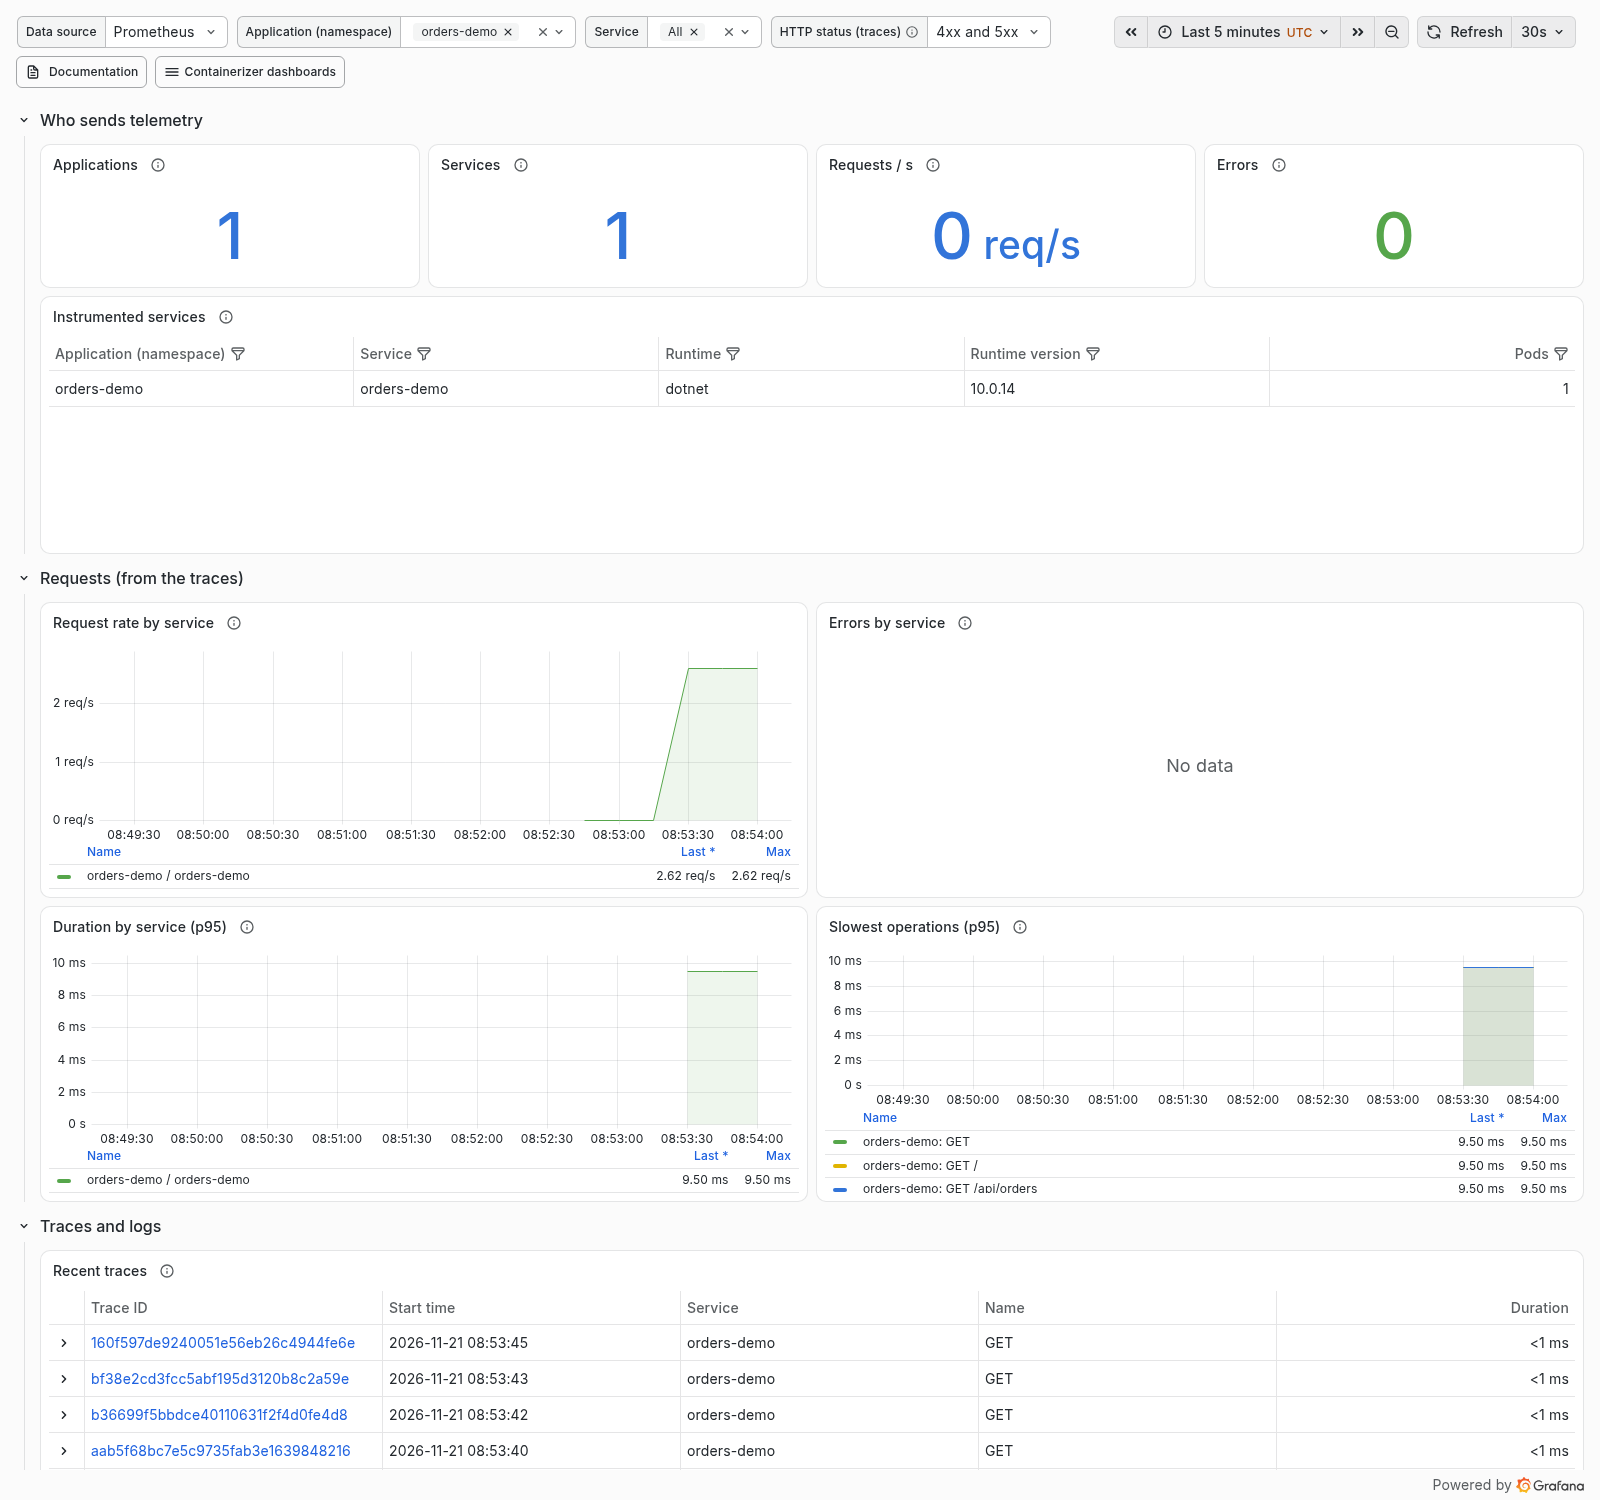 Data source Prometheus Application (namespace) orders-demo Service All HTTP status (traces) 4xx and 5xx Last 5 minutes UTC Refresh 30s
Documentation Containerizer dashboards
Who sends telemetry
Applications Services Requests / s Errors
1 1 0 req/s 0
Instrumented services
Application (namespace) Service Runtime Runtime version Pods
orders-demo orders-demo dotnet 10.0.14 1
Requests (from the traces)
Request rate by service
2 req/s
1 req/s
0 req/s
08:49:30 08:50:00 08:50:30 08:51:00 08:51:30 08:52:00 08:52:30 08:53:00 08:53:30 08:54:00
Name Last * Max
orders-demo / orders-demo 2.62 req/s 2.62 req/s
Errors by service
No data
Duration by service (p95)
10 ms
8 ms
6 ms
4 ms
2 ms
0 s
08:49:30 08:50:00 08:50:30 08:51:00 08:51:30 08:52:00 08:52:30 08:53:00 08:53:30 08:54:00
Name Last * Max
orders-demo / orders-demo 9.50 ms 9.50 ms
Slowest operations (p95)
10 ms
8 ms
6 ms
4 ms
2 ms
0 s
08:49:30 08:50:00 08:50:30 08:51:00 08:51:30 08:52:00 08:52:30 08:53:00 08:53:30 08:54:00
Name Last * Max
orders-demo: GET 9.50 ms 9.50 ms
orders-demo: GET / 9.50 ms 9.50 ms
orders-demo: GET /api/orders 9.50 ms 9.50 ms
Traces and logs
Recent traces
Trace ID Start time Service Name Duration
160f597de9240051e56eb26c4944fe6e 2026-11-21 08:53:45 orders-demo GET <1 ms
bf38e2cd3fcc5abf195d3120b8c2a59e 2026-11-21 08:53:43 orders-demo GET <1 ms
b36699f5bbdce40110631f2f4d0fe4d8 2026-11-21 08:53:42 orders-demo GET <1 ms
aab5f68bc7e5c9735fab3e1639848216 2026-11-21 08:53:40 orders-demo GET <1 ms
Powered by Grafana